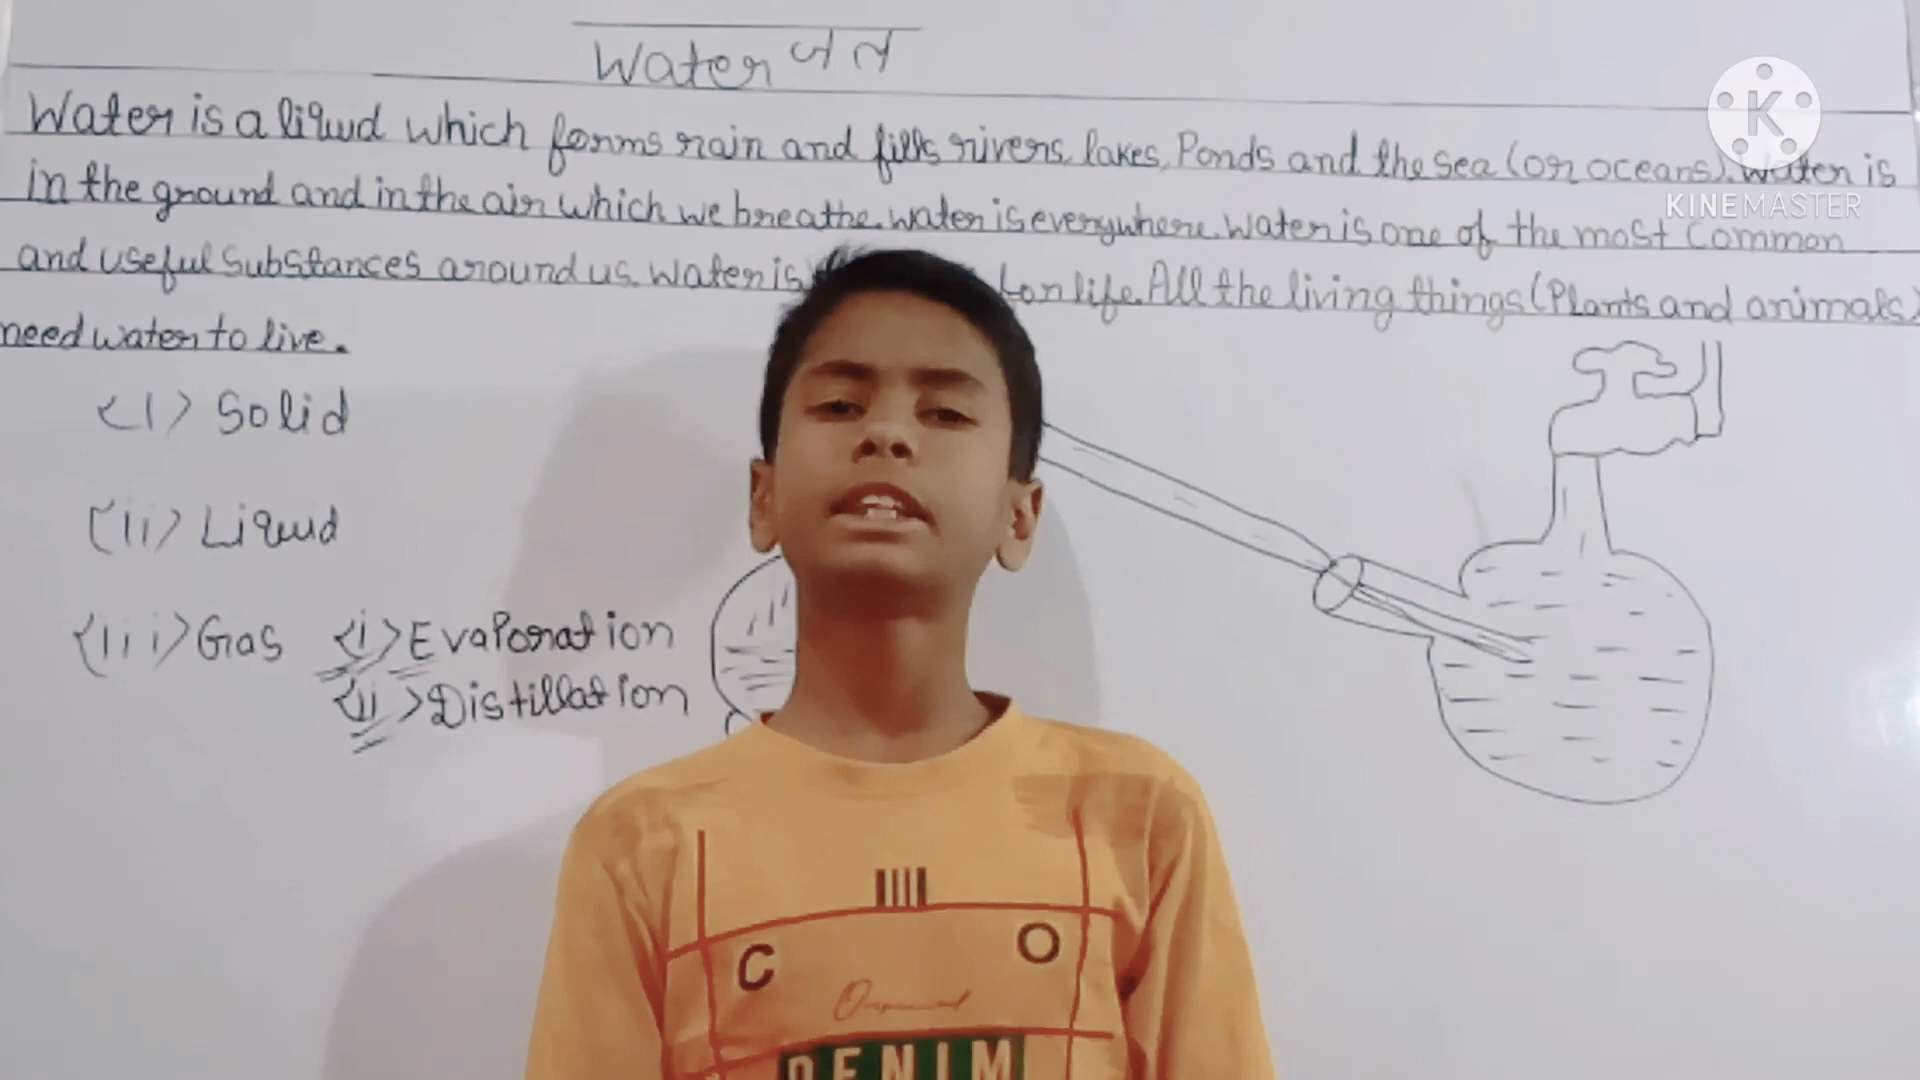 Water जल
Water is a liquid which forms rain and fills rivers, lakes, Ponds and the sea (or oceans). Water is
in the ground and in the air which we breathe. Water is everywhere. Water is one of the most Common
and useful Substances around us. Water is for life. All the living things (Plants and animals)
need water to live.
<i> Solid
(ii> Liquid
<iii> Gas <i> Evaporation
<ii> Distillation
K
KINEMASTER
C O
DENIM